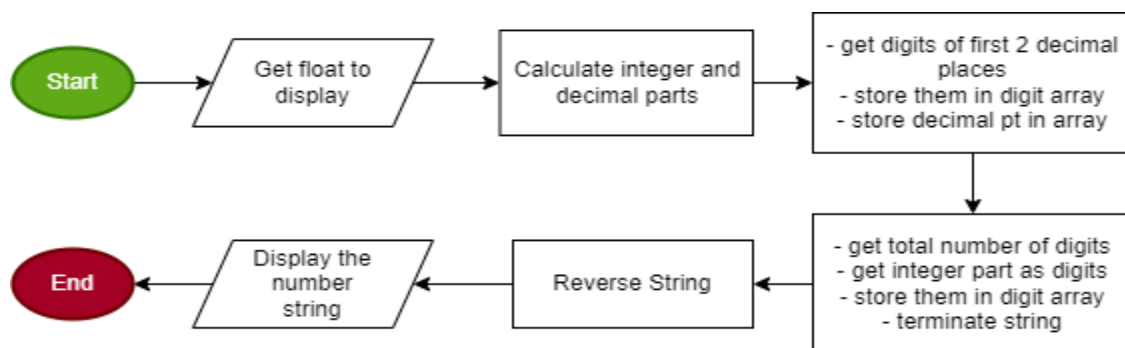 Start
Get float to
display
Calculate integer and
decimal parts
- get digits of first 2 decimal
places
- store them in digit array
- store decimal pt in array
- get total number of digits
- get integer part as digits
- store them in digit array
- terminate string
Reverse String
Display the
number
string
End